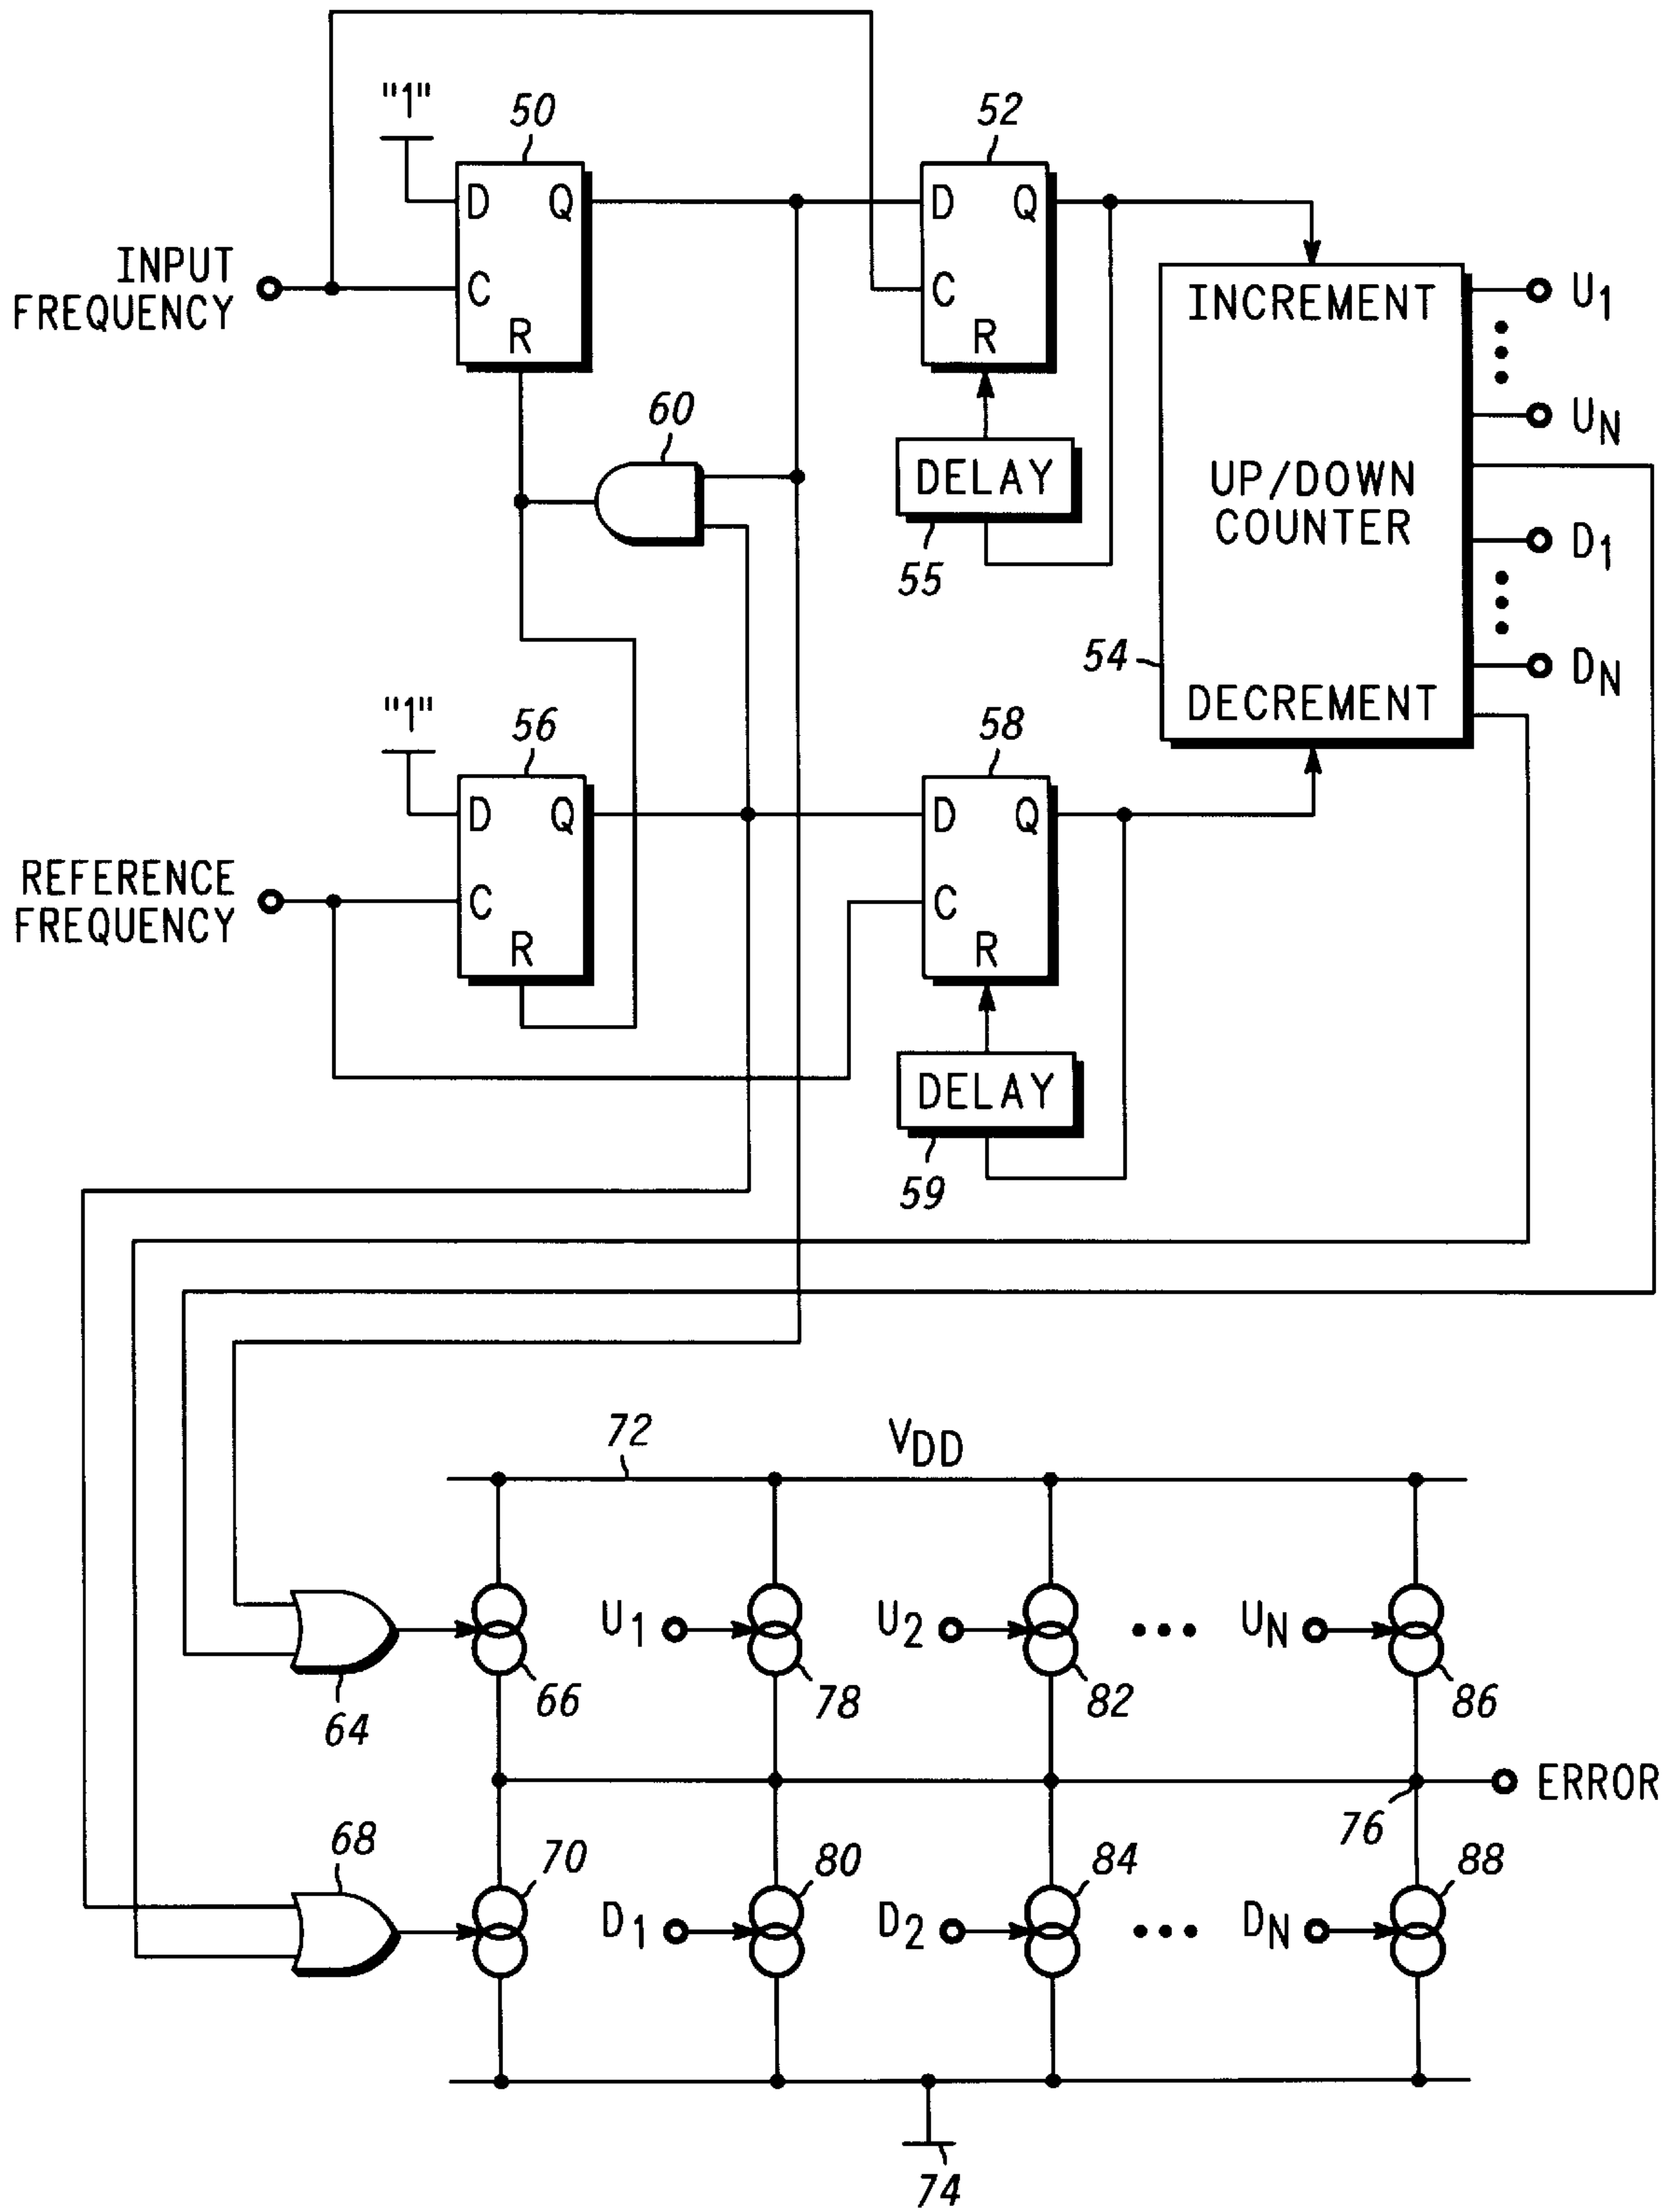 "1"
50
52
D Q
D Q
INPUT
FREQUENCY
C
C
R
R
INCREMENT
U1
UN
60
DELAY
55
UP/DOWN
COUNTER
D1
DN
54
DECREMENT
"1"
56
58
D Q
D Q
REFERENCE
FREQUENCY
C
C
R
R
DELAY
59
72
VDD
U1
U2
UN
64
66
78
82
86
ERROR
76
68
70
80
84
88
D1
D2
DN
74